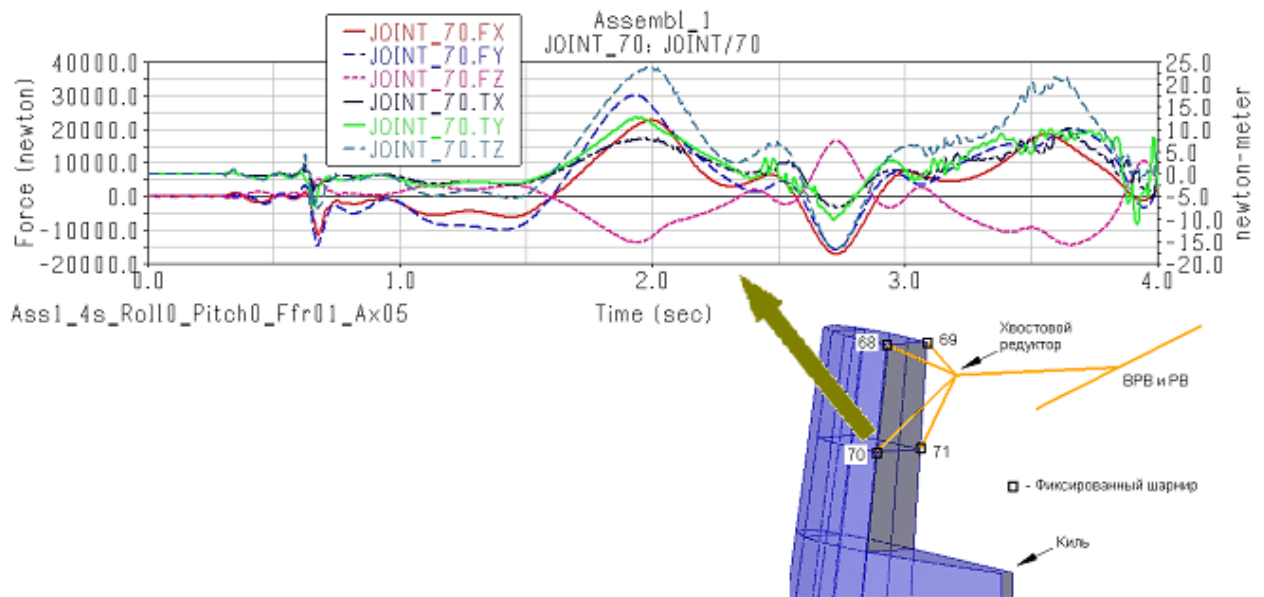 Assembl_1
JOINT_70: JOINT/70
JOINT_70.FX
JOINT_70.FY
JOINT_70.FZ
JOINT_70.TX
JOINT_70.TY
JOINT_70.TZ
Force (newton)
40000.0
30000.0
20000.0
10000.0
0.0
-10000.0
-20000.0
25.0
20.0
15.0
10.0
5.0
0.0
-5.0
-10.0
-15.0
-20.0
newton-meter
0.0 1.0 2.0 3.0 4.0
Ass1_4s_Roll0_Pitch0_Ffr01_Ax05
Time (sec)
68
69
Хвостовой
редуктор
ВРВ и РВ
70
71
- Фиксированный шарнир
Киль